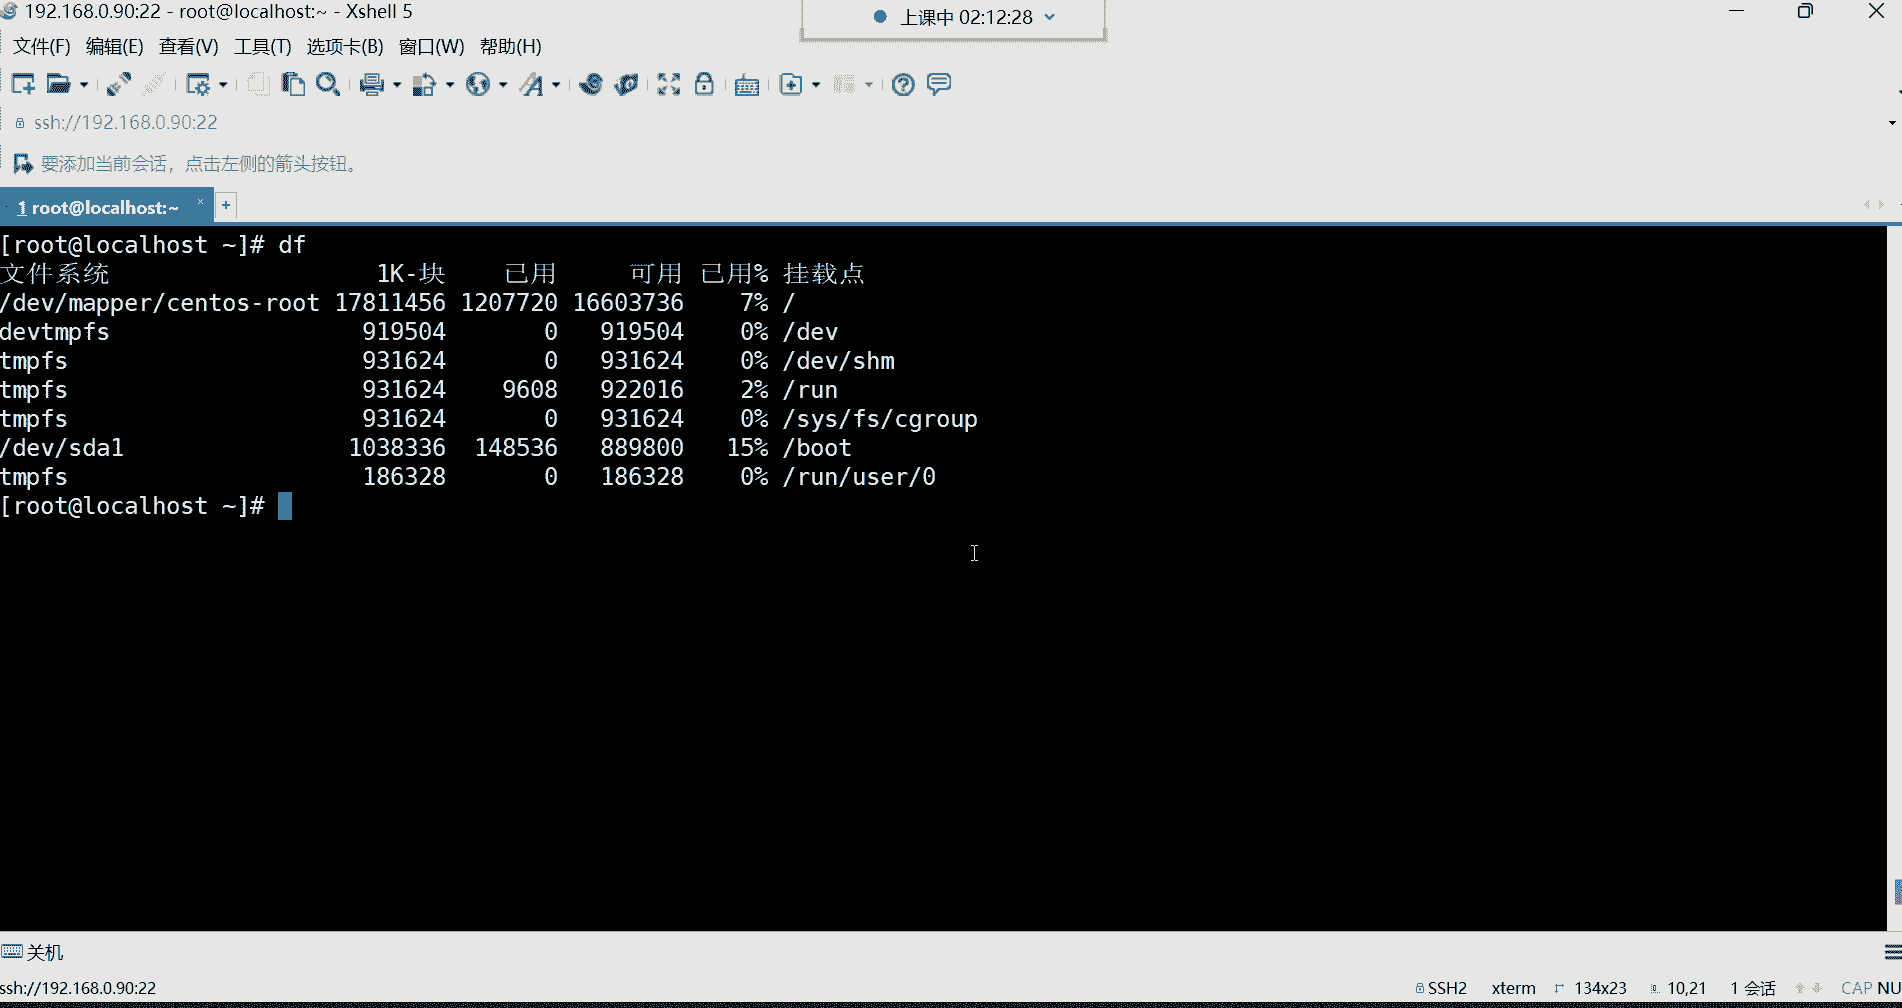 192.168.0.90:22 - root@localhost:~ - Xshell 5
上课中 02:12:28
文件(F) 编辑(E) 查看(V) 工具(T) 选项卡(B) 窗口(W) 帮助(H)
ssh://192.168.0.90:22
要添加当前会话，点击左侧的箭头按钮。
1 root@localhost:~ × +
[root@localhost ~]# df
文件系统 1K-块 已用 可用 已用% 挂载点
/dev/mapper/centos-root 17811456 1207720 16603736 7% /
devtmpfs 919504 0 919504 0% /dev
tmpfs 931624 0 931624 0% /dev/shm
tmpfs 931624 9608 922016 2% /run
tmpfs 931624 0 931624 0% /sys/fs/cgroup
/dev/sda1 1038336 148536 889800 15% /boot
tmpfs 186328 0 186328 0% /run/user/0
[root@localhost ~]#
关机
ssh://192.168.0.90:22 SSH2 xterm 134x23 10,21 1 会话 CAP NU